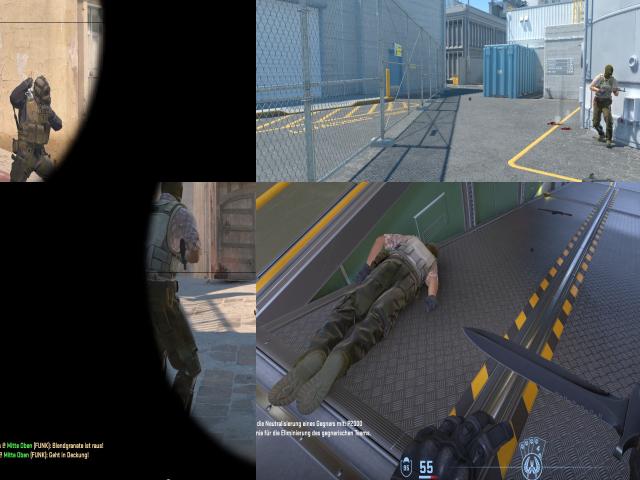 die Neutralisierung eines Gegners mit: P2000
nie für die Eliminierung des gegnerischen Teams.
@ Mitte Oben [FUNK]: Blendgranate ist raus!
@ Mitte Oben [FUNK]: Geht in Deckung!
55